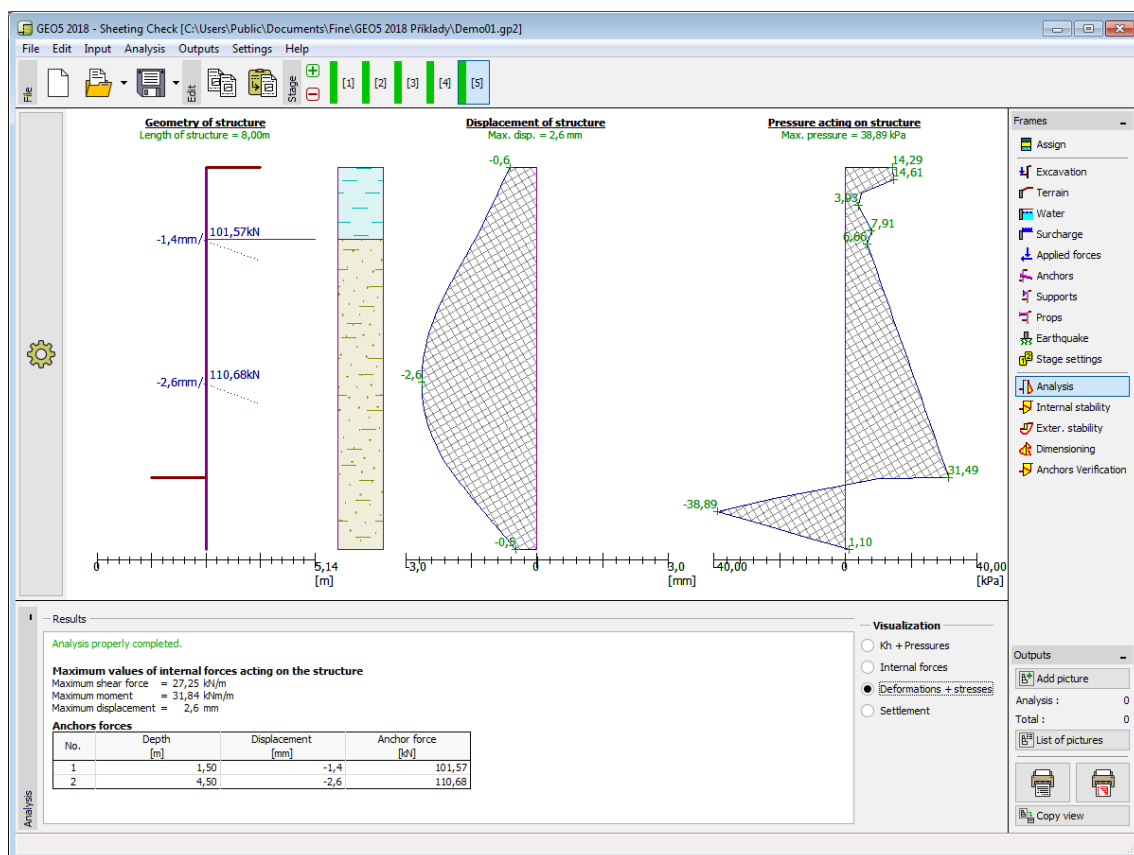 GEO5 2018 - Sheeting Check [C:\Users\Public\Documents\Fine\GEO5 2018 Příklady\Demo01.gp2]
File Edit Input Analysis Outputs Settings Help
File
Edit
Stage
[1] [2] [3] [4] [5]
Geometry of structure
Length of structure = 8,00m
-1,4mm/ 101,57kN
-2,6mm/ 110,68kN
0 5,14
[m]
Displacement of structure
Max. disp. = 2,6 mm
-0,6
-2,6
-0,5
-3,0 0 3,0
[mm]
Pressure acting on structure
Max. pressure = 38,89 kPa
14,29
14,61
3,93
7,91
6,66
31,49
-38,89
1,10
-40,00 0 40,00
[kPa]
Frames
Assign
Excavation
Terrain
Water
Surcharge
Applied forces
Anchors
Supports
Props
Earthquake
Stage settings
Analysis
Internal stability
Exter. stability
Dimensioning
Anchors Verification
Analysis
Results
Analysis properly completed.
Maximum values of internal forces acting on the structure
Maximum shear force = 27,25 kN/m
Maximum moment = 31,84 kNm/m
Maximum displacement = 2,6 mm
Anchors forces
No. Depth Displacement Anchor force
[m] [mm] [kN]
1 1,50 -1,4 101,57
2 4,50 -2,6 110,68
Visualization
Kh + Pressures
Internal forces
Deformations + stresses
Settlement
Outputs
Add picture
Analysis : 0
Total : 0
List of pictures
Copy view